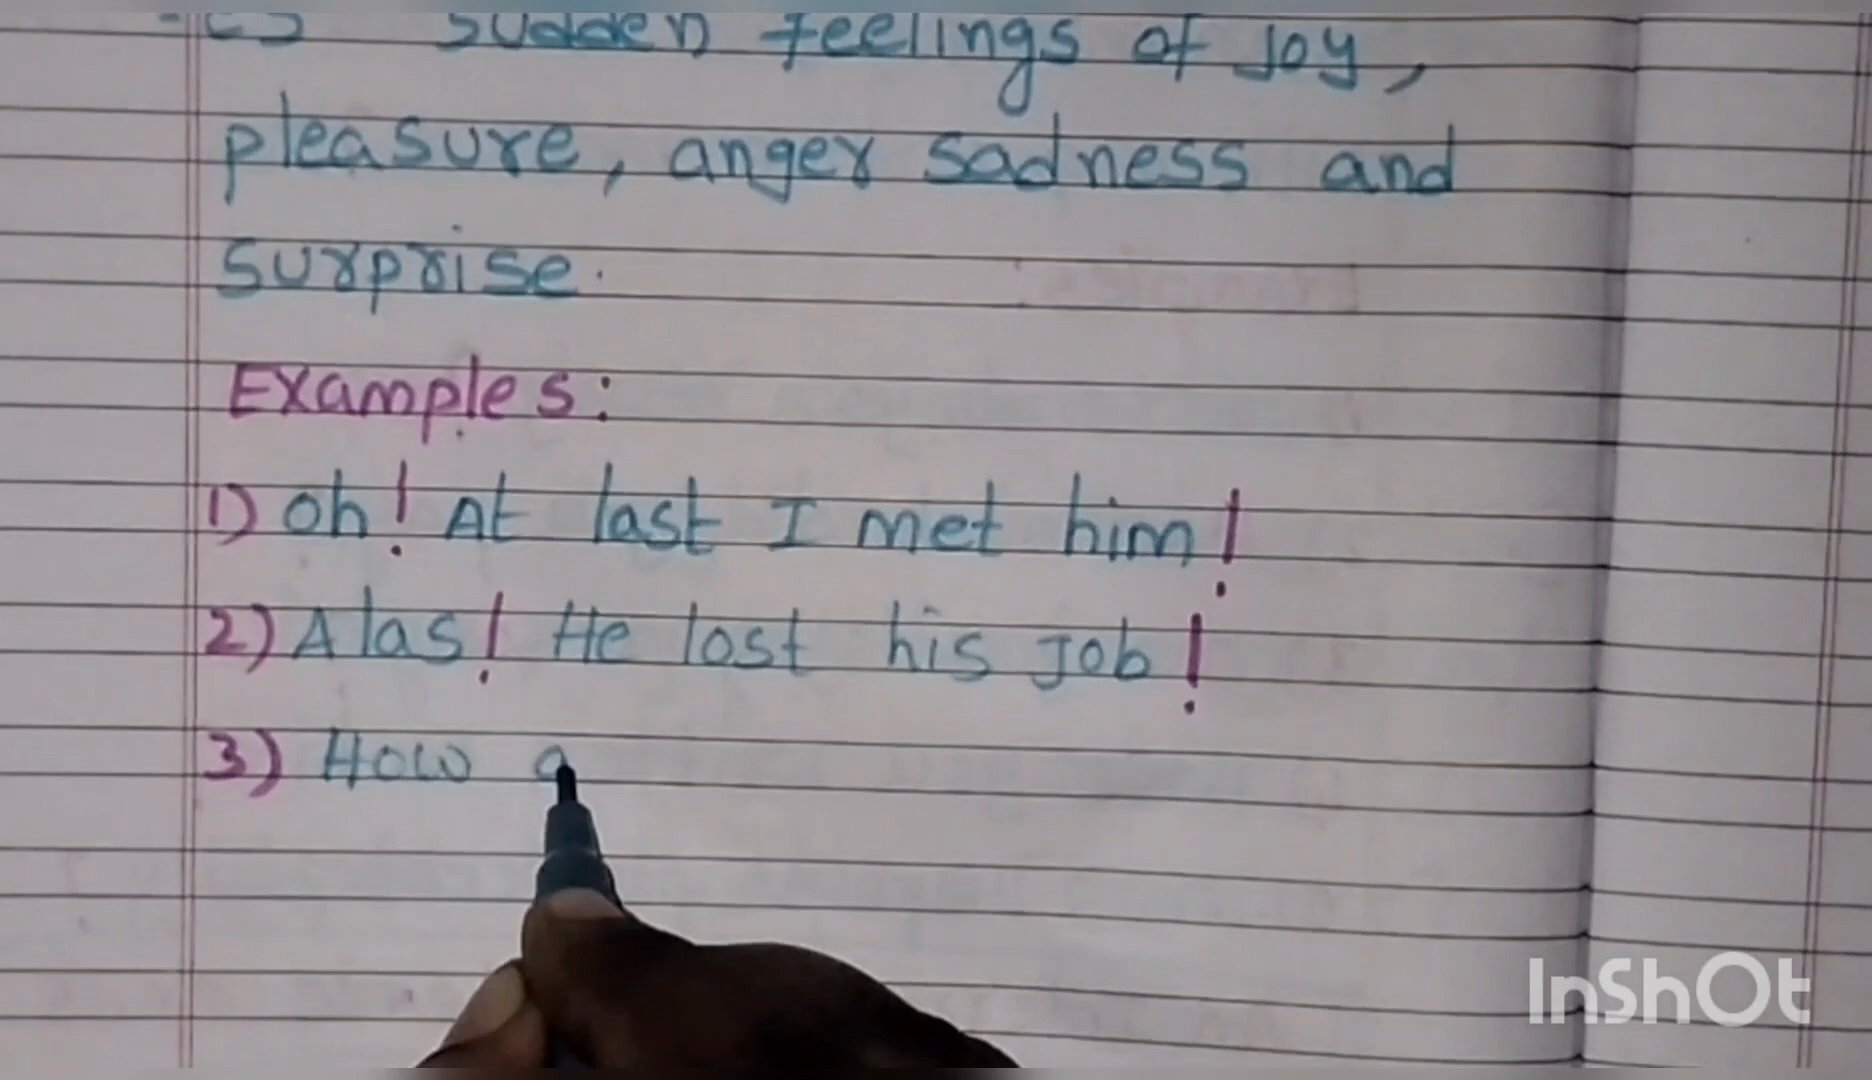 sudden feelings of Joy,
pleasure, anger sadness and
surprise.
Examples:
1) Oh! At last I met him!
2) Alas! He lost his Job!
3) How
InShOt